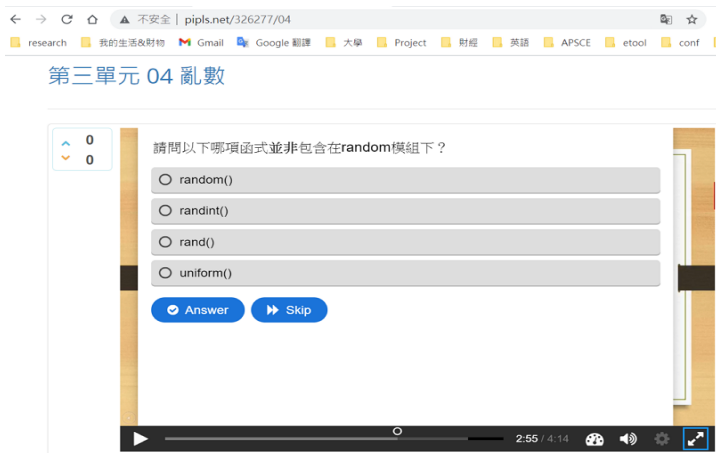 不安全 | pipls.net/326277/04
research 我的生活&財物 Gmail Google 翻譯 大學 Project 財經 英語 APSCE etool conf
第三單元 04 亂數
0
0
請問以下哪項函式並非包含在random模組下？
random()
randint()
rand()
uniform()
Answer Skip
2:55 / 4:14